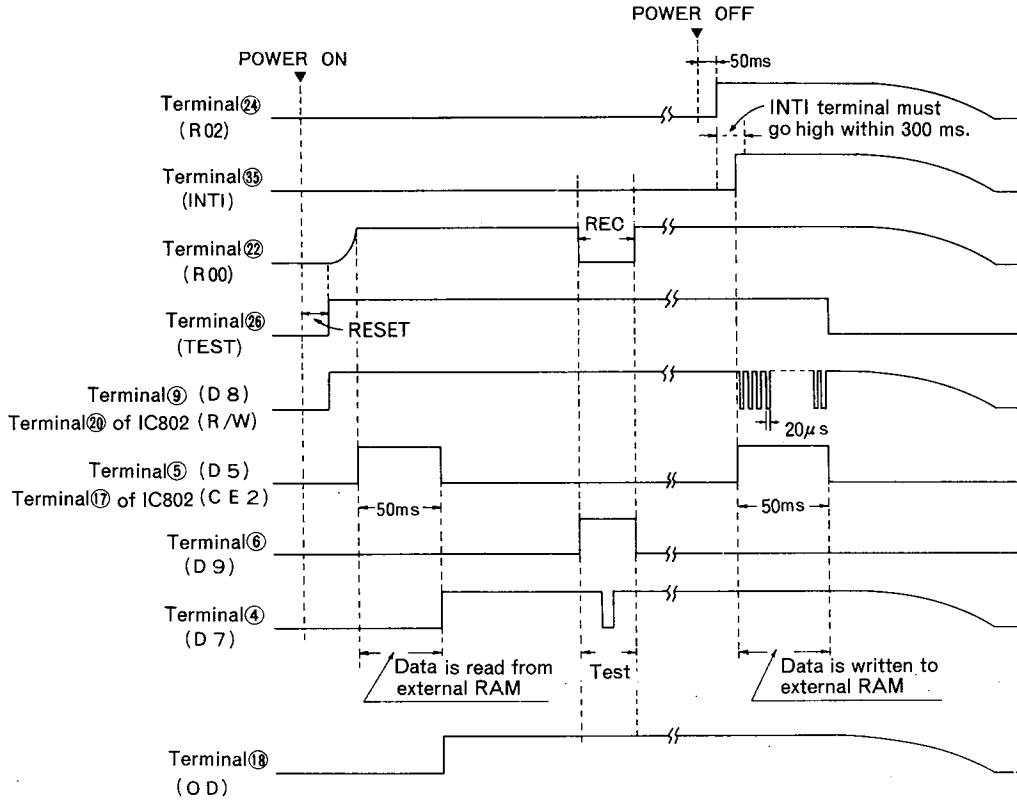 POWER OFF
POWER ON
50ms
Terminal㉔
(R02)
INTI terminal must
go high within 300 ms.
Terminal㉟
(INTI)
REC
Terminal㉒
(R00)
RESET
Terminal㉖
(TEST)
Terminal⑨ (D8)
Terminal⑳ of IC802 (R/W)
20μs
Terminal⑤ (D5)
Terminal⑰ of IC802 (CE2)
50ms
50ms
Terminal⑥
(D9)
Terminal④
(D7)
Data is read from
external RAM
Test
Data is written to
external RAM
Terminal⑱
(OD)